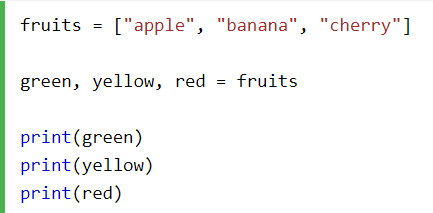 fruits = ["apple", "banana", "cherry"]
green, yellow, red = fruits
print(green)
print(yellow)
print(red)